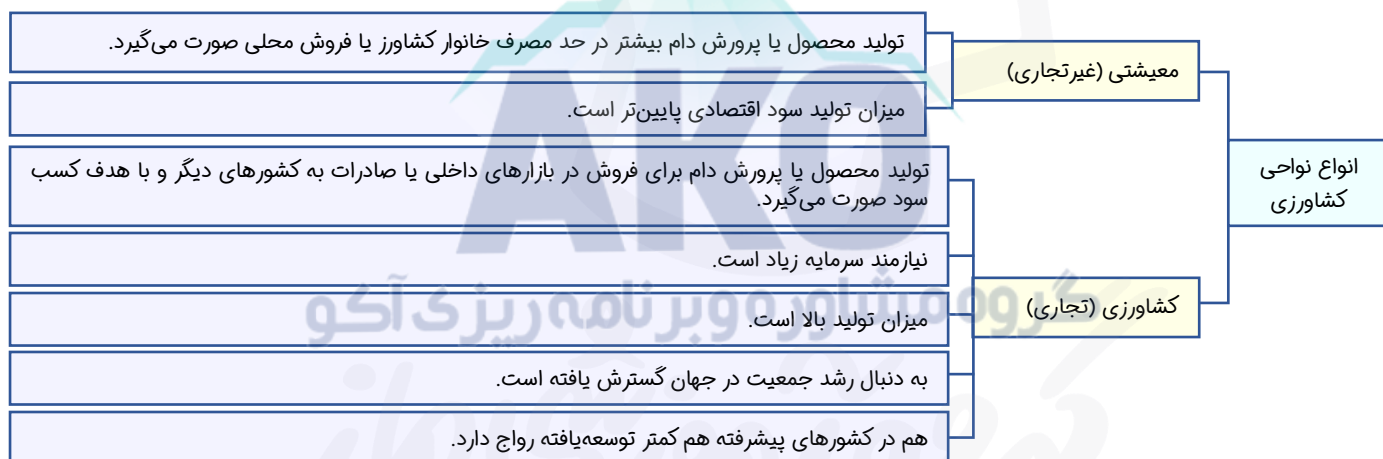 انواع نواحی
کشاورزی
معیشتی (غیرتجاری)
تولید محصول یا پرورش دام بیشتر در حد مصرف خانوار کشاورز یا فروش محلی صورت می‌گیرد.
میزان تولید سود اقتصادی پایین‌تر است.
کشاورزی (تجاری)
تولید محصول یا پرورش دام برای فروش در بازارهای داخلی یا صادرات به کشورهای دیگر و با هدف کسب
سود صورت می‌گیرد.
نیازمند سرمایه زیاد است.
میزان تولید بالا است.
به دنبال رشد جمعیت در جهان گسترش یافته است.
هم در کشورهای پیشرفته هم کمتر توسعه‌یافته رواج دارد.
AKO
گروه مشاوره و برنامه ریزی آکو